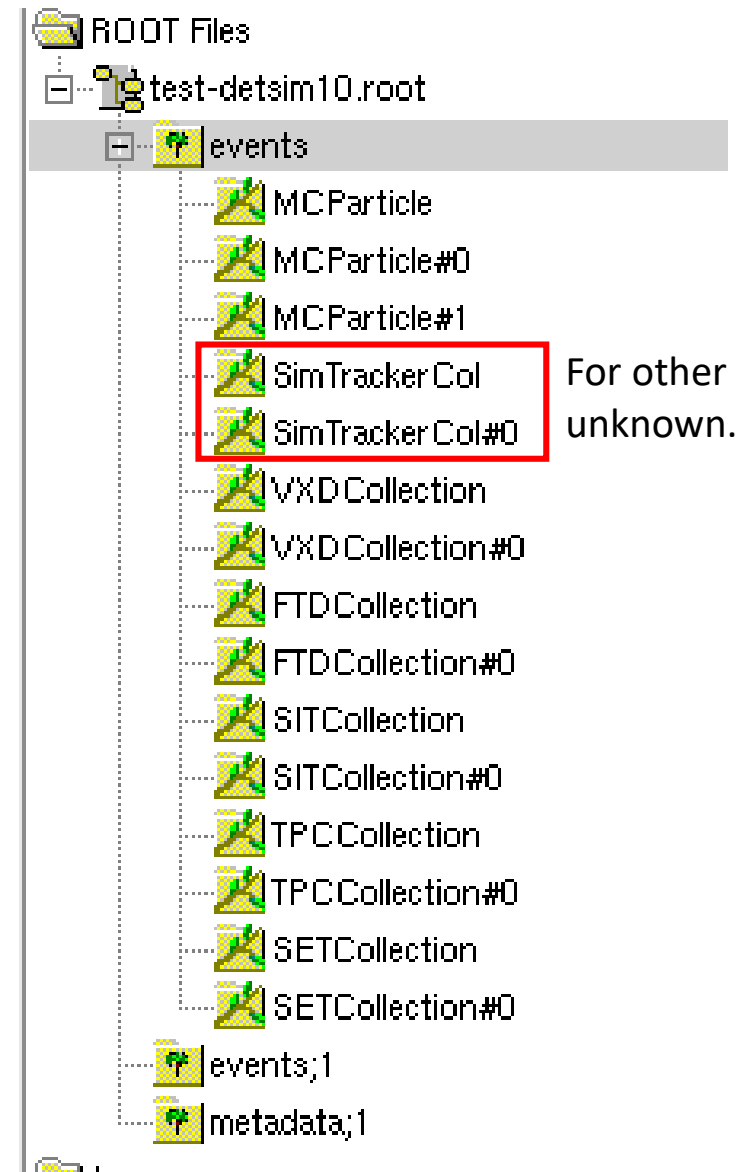 ROOT Files
test-detsim10.root
events
MCParticle
MCParticle#0
MCParticle#1
SimTrackerCol
For other
SimTrackerCol#0
unknown.
VXDCollection
VXDCollection#0
FTDCollection
FTDCollection#0
SITCollection
SITCollection#0
TPCCollection
TPCCollection#0
SETCollection
SETCollection#0
events;1
metadata;1